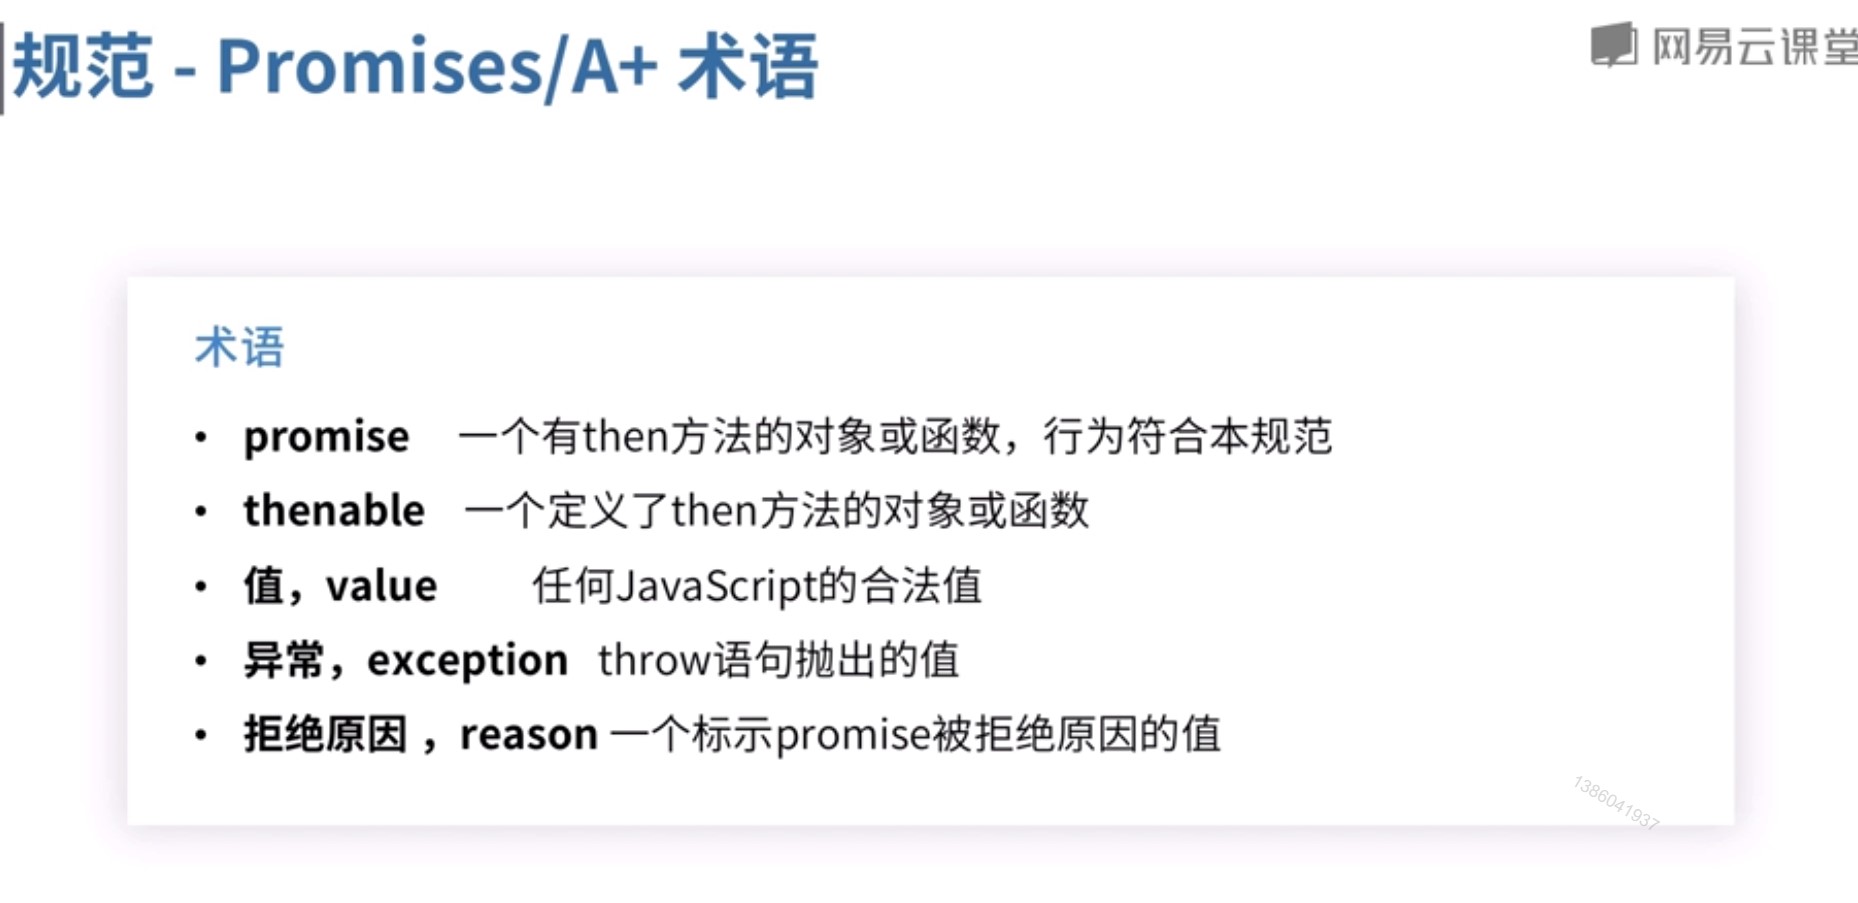 规范 - Promises/A+ 术语
网易云课堂
术语
• promise 一个有then方法的对象或函数，行为符合本规范
• thenable 一个定义了then方法的对象或函数
• 值，value 任何JavaScript的合法值
• 异常，exception throw语句抛出的值
• 拒绝原因 ，reason 一个标示promise被拒绝原因的值
1386041937